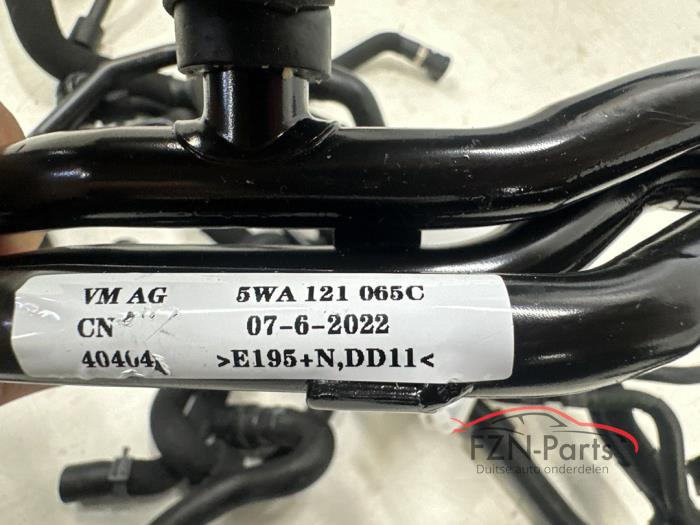 VM AG 5WA 121 065C
CN 07-6-2022
40404 >E195+N,DD11<
FZN-Parts
Duitse auto onderdelen